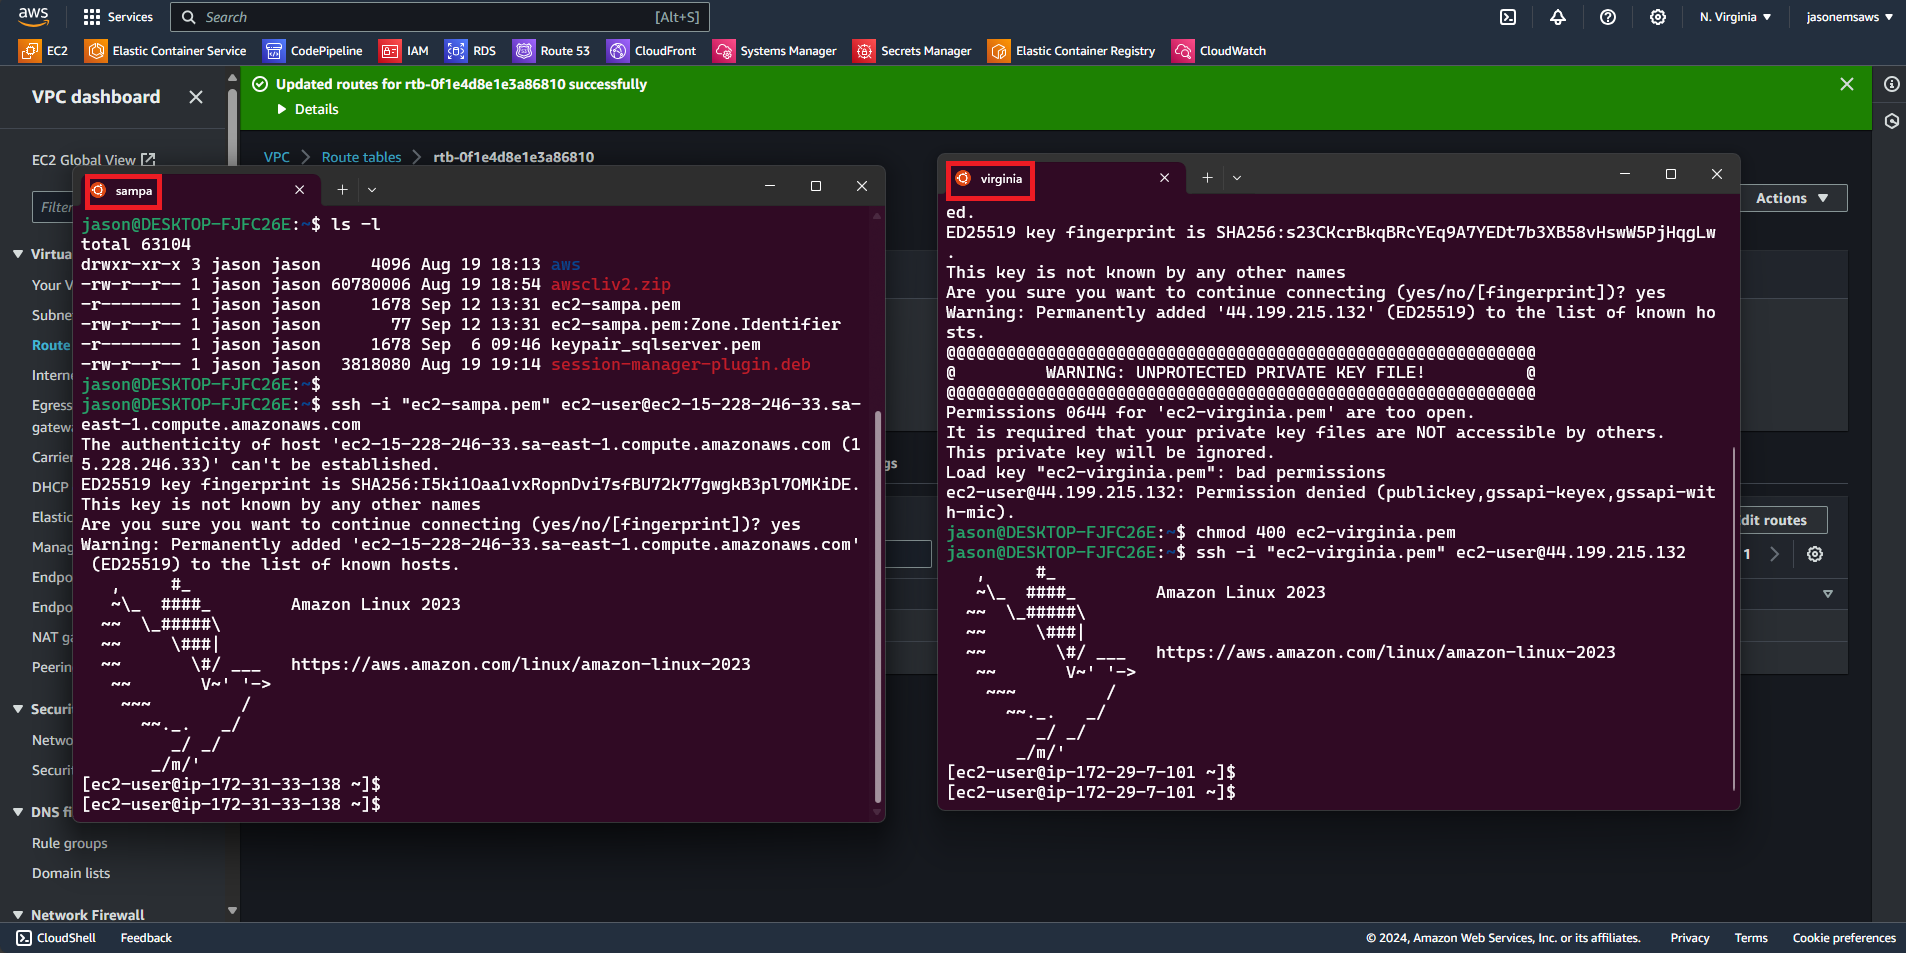 aws
Services
Search
[Alt+S]
N. Virginia
jasonemsaws
EC2
Elastic Container Service
CodePipeline
IAM
RDS
Route 53
CloudFront
Systems Manager
Secrets Manager
Elastic Container Registry
CloudWatch
VPC dashboard
Updated routes for rtb-0f1e4d8e1e3a86810 successfully
Details
EC2 Global View
VPC
Route tables
rtb-0f1e4d8e1e3a86810
Filter
Virtua
Your V
Subne
Route
Intern
Egress
gatew
Carrier
DHCP
Elastic
Manag
Endpo
Endpo
NAT ga
Peerin
Securi
Netwo
Securit
DNS fi
Rule groups
Domain lists
Network Firewall
Actions
gs
dit routes
1
sampa
jason@DESKTOP-FJFC26E:~$ ls -l
total 63104
drwxr-xr-x 3 jason jason     4096 Aug 19 18:13 aws
-rw-r--r-- 1 jason jason 60780006 Aug 19 18:54 awscliv2.zip
-r-------- 1 jason jason     1678 Sep 12 13:31 ec2-sampa.pem
-rw-r--r-- 1 jason jason       77 Sep 12 13:31 ec2-sampa.pem:Zone.Identifier
-r-------- 1 jason jason     1678 Sep  6 09:46 keypair_sqlserver.pem
-rw-r--r-- 1 jason jason  3818080 Aug 19 19:14 session-manager-plugin.deb
jason@DESKTOP-FJFC26E:~$
jason@DESKTOP-FJFC26E:~$ ssh -i "ec2-sampa.pem" ec2-user@ec2-15-228-246-33.sa-
east-1.compute.amazonaws.com
The authenticity of host 'ec2-15-228-246-33.sa-east-1.compute.amazonaws.com (1
5.228.246.33)' can't be established.
ED25519 key fingerprint is SHA256:I5ki1Oaa1vxRopnDvi7sfBU72k77gwgkB3pl7OMKiDE.
This key is not known by any other names
Are you sure you want to continue connecting (yes/no/[fingerprint])? yes
Warning: Permanently added 'ec2-15-228-246-33.sa-east-1.compute.amazonaws.com'
 (ED25519) to the list of known hosts.
   ,     #_
   ~\_  ####_        Amazon Linux 2023
  ~~  \_#####\
  ~~     \###|
  ~~       \#/ ___   https://aws.amazon.com/linux/amazon-linux-2023
   ~~       V~' '->
    ~~~         /
      ~~._.   _/
         _/ _/
       _/m/'
[ec2-user@ip-172-31-33-138 ~]$
[ec2-user@ip-172-31-33-138 ~]$
virginia
ed.
ED25519 key fingerprint is SHA256:s23CKcrBkqBRcYEq9A7YEDt7b3XB58vHswW5PjHqgLw
.
This key is not known by any other names
Are you sure you want to continue connecting (yes/no/[fingerprint])? yes
Warning: Permanently added '44.199.215.132' (ED25519) to the list of known ho
sts.
@@@@@@@@@@@@@@@@@@@@@@@@@@@@@@@@@@@@@@@@@@@@@@@@@@@@@@@@@@@
@         WARNING: UNPROTECTED PRIVATE KEY FILE!          @
@@@@@@@@@@@@@@@@@@@@@@@@@@@@@@@@@@@@@@@@@@@@@@@@@@@@@@@@@@@
Permissions 0644 for 'ec2-virginia.pem' are too open.
It is required that your private key files are NOT accessible by others.
This private key will be ignored.
Load key "ec2-virginia.pem": bad permissions
ec2-user@44.199.215.132: Permission denied (publickey,gssapi-keyex,gssapi-wit
h-mic).
jason@DESKTOP-FJFC26E:~$ chmod 400 ec2-virginia.pem
jason@DESKTOP-FJFC26E:~$ ssh -i "ec2-virginia.pem" ec2-user@44.199.215.132
   ,     #_
   ~\_  ####_        Amazon Linux 2023
  ~~  \_#####\
  ~~     \###|
  ~~       \#/ ___   https://aws.amazon.com/linux/amazon-linux-2023
   ~~       V~' '->
    ~~~         /
      ~~._.   _/
         _/ _/
       _/m/'
[ec2-user@ip-172-29-7-101 ~]$
[ec2-user@ip-172-29-7-101 ~]$
CloudShell
Feedback
© 2024, Amazon Web Services, Inc. or its affiliates.
Privacy
Terms
Cookie preferences